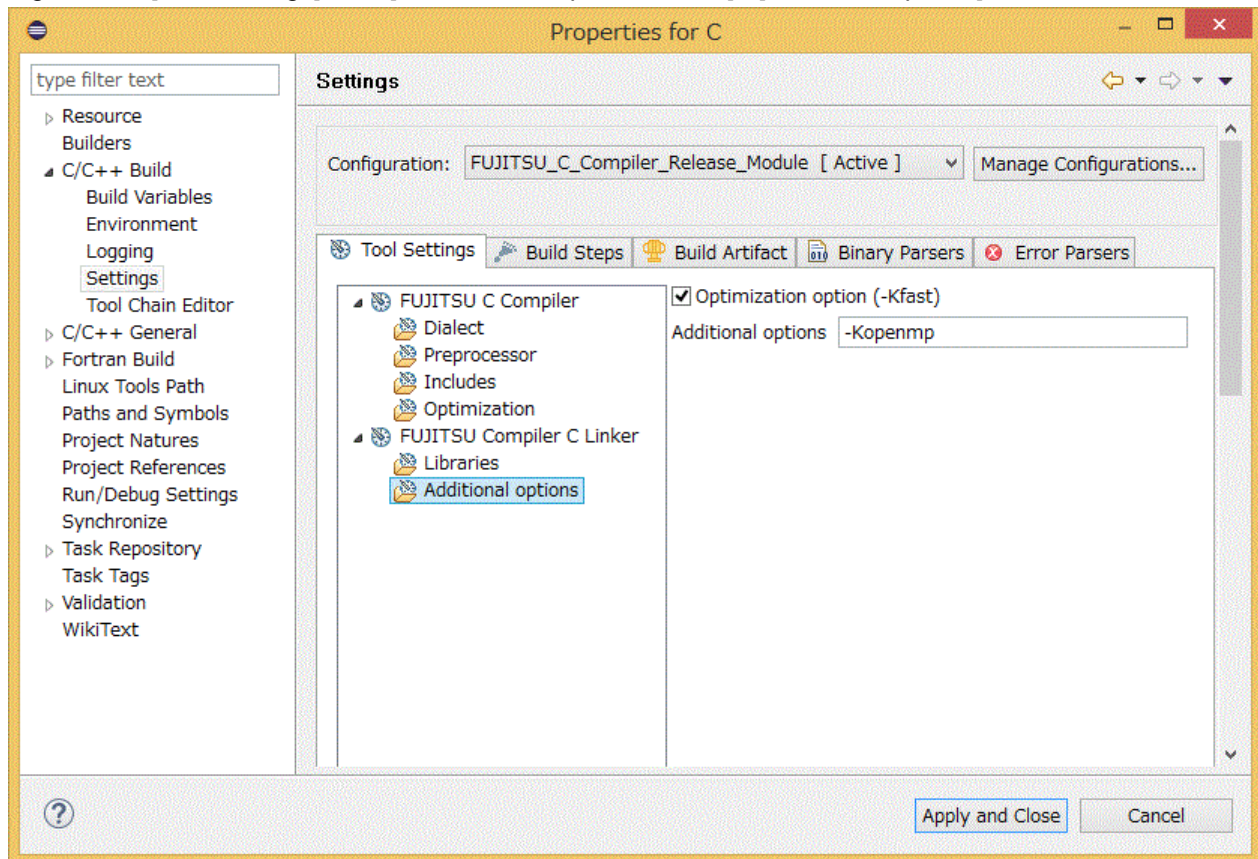 Properties for C
type filter text
Settings
Resource
Builders
C/C++ Build
Build Variables
Environment
Logging
Settings
Tool Chain Editor
C/C++ General
Fortran Build
Linux Tools Path
Paths and Symbols
Project Natures
Project References
Run/Debug Settings
Synchronize
Task Repository
Task Tags
Validation
WikiText
Configuration: FUJITSU_C_Compiler_Release_Module [ Active ] Manage Configurations...
Tool Settings Build Steps Build Artifact Binary Parsers Error Parsers
FUJITSU C Compiler
Dialect
Preprocessor
Includes
Optimization
FUJITSU Compiler C Linker
Libraries
Additional options
Optimization option (-Kfast)
Additional options -Kopenmp
Apply and Close Cancel